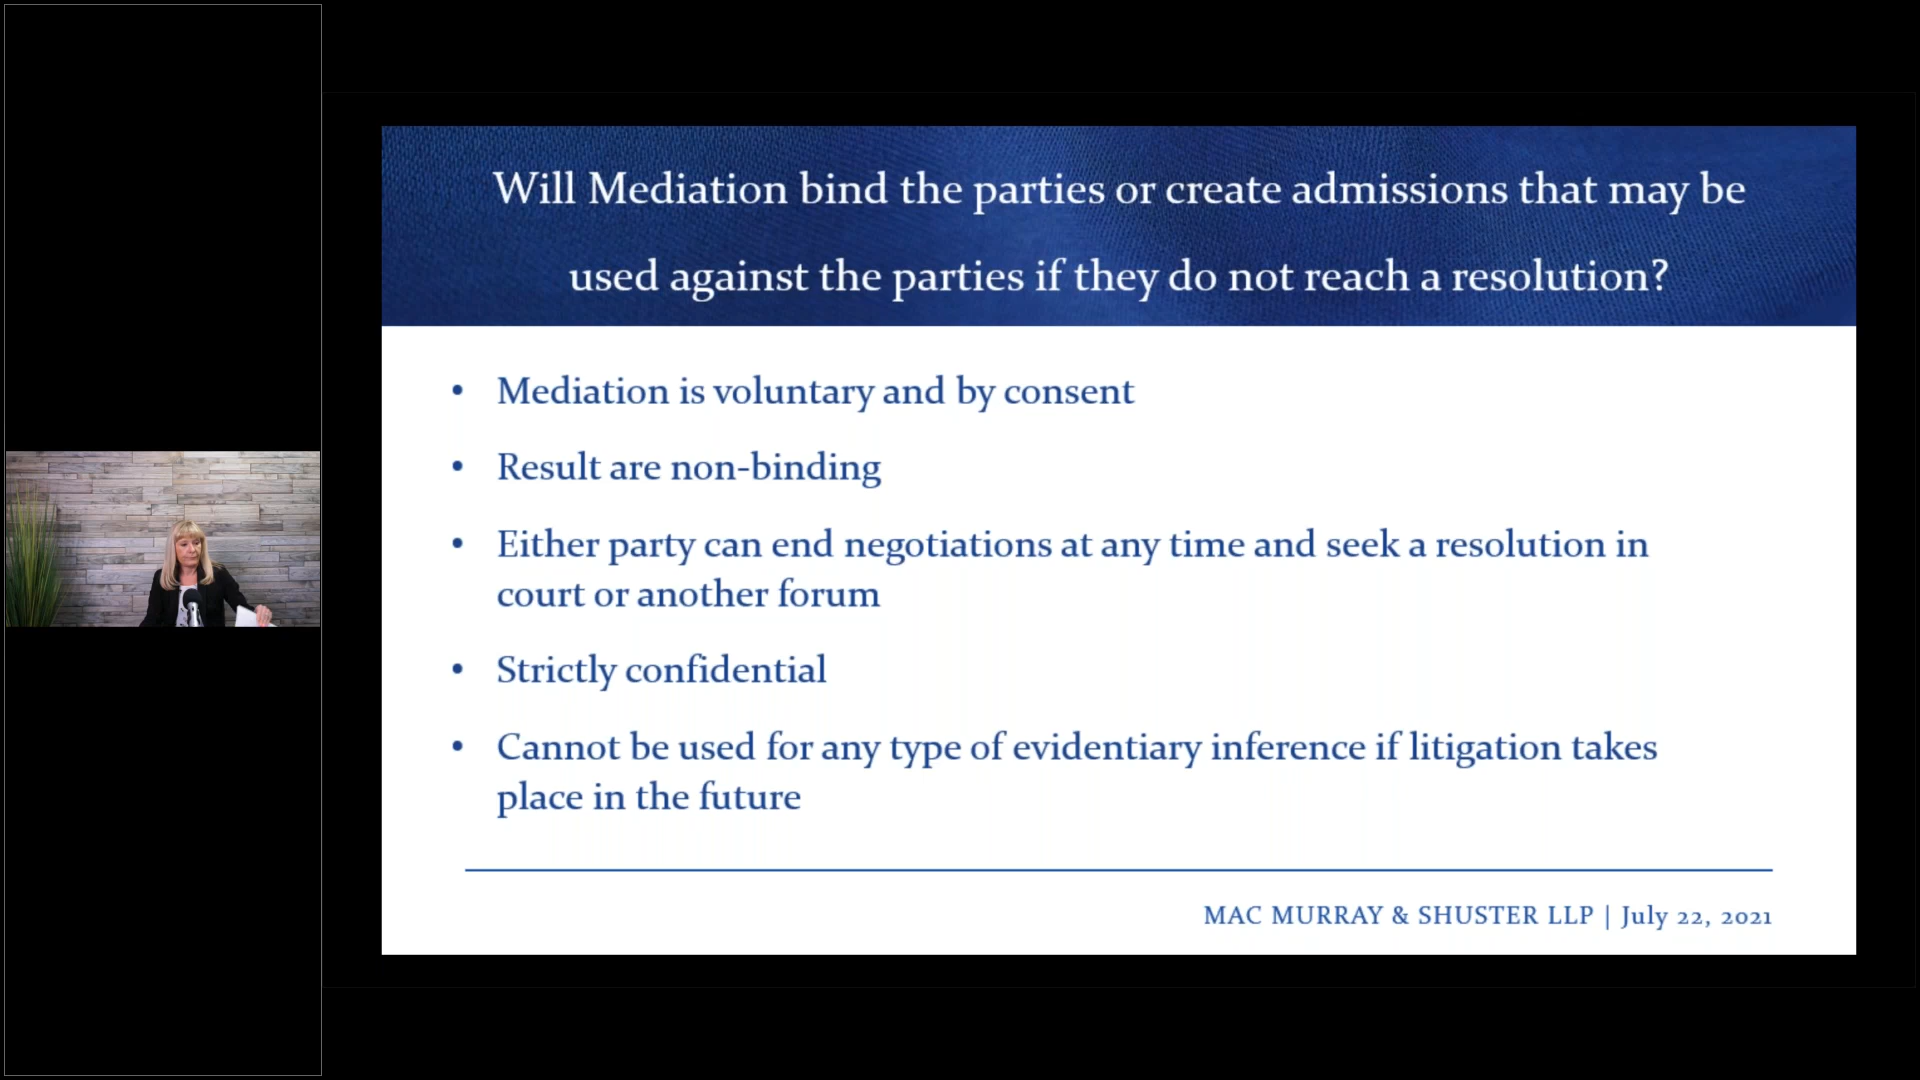 Will Mediation bind the parties or create admissions that may be
used against the parties if they do not reach a resolution?
• Mediation is voluntary and by consent
• Result are non-binding
• Either party can end negotiations at any time and seek a resolution in
court or another forum
• Strictly confidential
• Cannot be used for any type of evidentiary inference if litigation takes
place in the future
MAC MURRAY & SHUSTER LLP | July 22, 2021